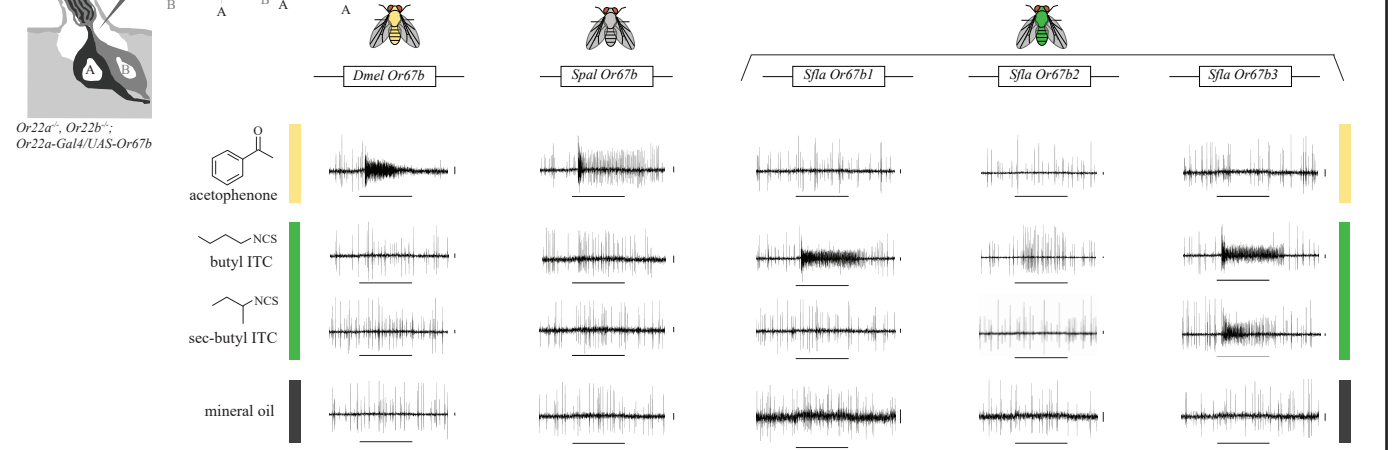 B
A
B
A
A
Dmel Or67b
Spal Or67b
Sfla Or67b1
Sfla Or67b2
Sfla Or67b3
A
B
Or22a-/-, Or22b-/-;
Or22a-Gal4/UAS-Or67b
O
acetophenone
NCS
butyl ITC
NCS
sec-butyl ITC
mineral oil